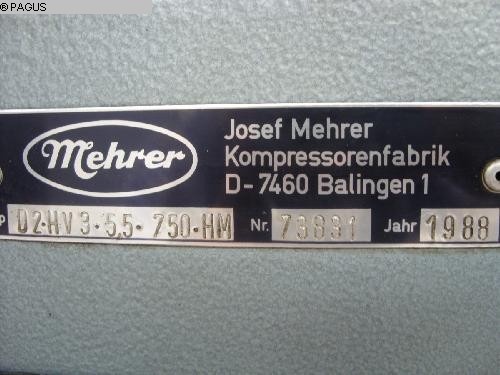 © PAGUS
Mehrer
Josef Mehrer
Kompressorenfabrik
D-7460 Balingen 1
p D2·HV3·5,5· 750·HM Nr. 73831 Jahr 1988